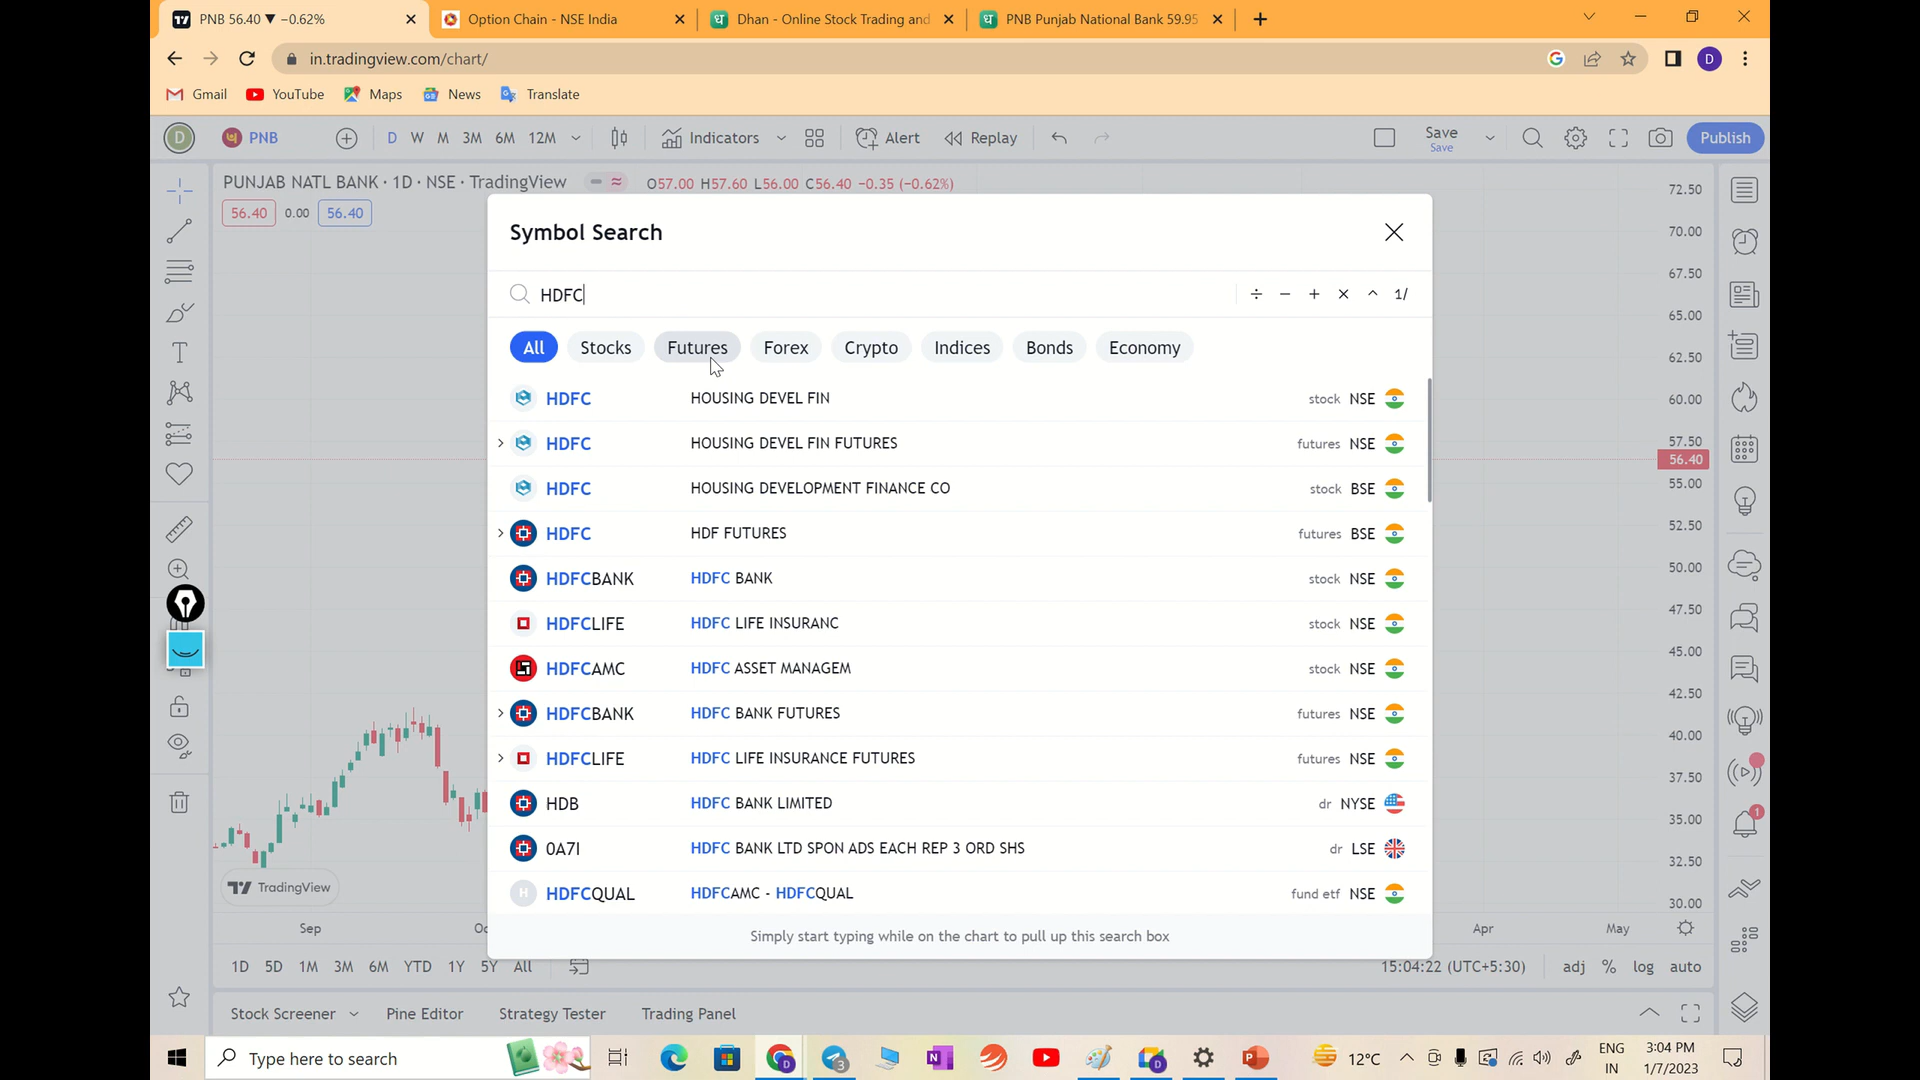 PNB 56.40 ▼ −0.62%
Option Chain - NSE India
Dhan - Online Stock Trading and
PNB Punjab National Bank 59.95
in.tradingview.com/chart/
G
D
Gmail
YouTube
Maps
News
Translate
D
PNB
D W M 3M 6M 12M
Indicators
Alert
Replay
Save
Save
Publish
PUNJAB NATL BANK · 1D · NSE · TradingView
O57.00 H57.60 L56.00 C56.40 −0.35 (−0.62%)
56.40 0.00 56.40
Symbol Search
HDFC
÷ − + × ^ 1/
All Stocks Futures Forex Crypto Indices Bonds Economy
HDFC HOUSING DEVEL FIN stock NSE
HDFC HOUSING DEVEL FIN FUTURES futures NSE
HDFC HOUSING DEVELOPMENT FINANCE CO stock BSE
HDFC HDF FUTURES futures BSE
HDFCBANK HDFC BANK stock NSE
HDFCLIFE HDFC LIFE INSURANC stock NSE
HDFCAMC HDFC ASSET MANAGEM stock NSE
HDFCBANK HDFC BANK FUTURES futures NSE
HDFCLIFE HDFC LIFE INSURANCE FUTURES futures NSE
HDB HDFC BANK LIMITED dr NYSE
0A7I HDFC BANK LTD SPON ADS EACH REP 3 ORD SHS dr LSE
H HDFCQUAL HDFCAMC - HDFCQUAL fund etf NSE
Simply start typing while on the chart to pull up this search box
72.50
70.00
67.50
65.00
62.50
60.00
57.50
56.40
55.00
52.50
50.00
47.50
45.00
42.50
40.00
37.50
35.00
32.50
30.00
1
TradingView
Sep
Oc
Apr
May
1D 5D 1M 3M 6M YTD 1Y 5Y All
15:04:22 (UTC+5:30)
adj % log auto
Stock Screener
Pine Editor
Strategy Tester
Trading Panel
Type here to search
12°C
ENG
IN
3:04 PM
1/7/2023